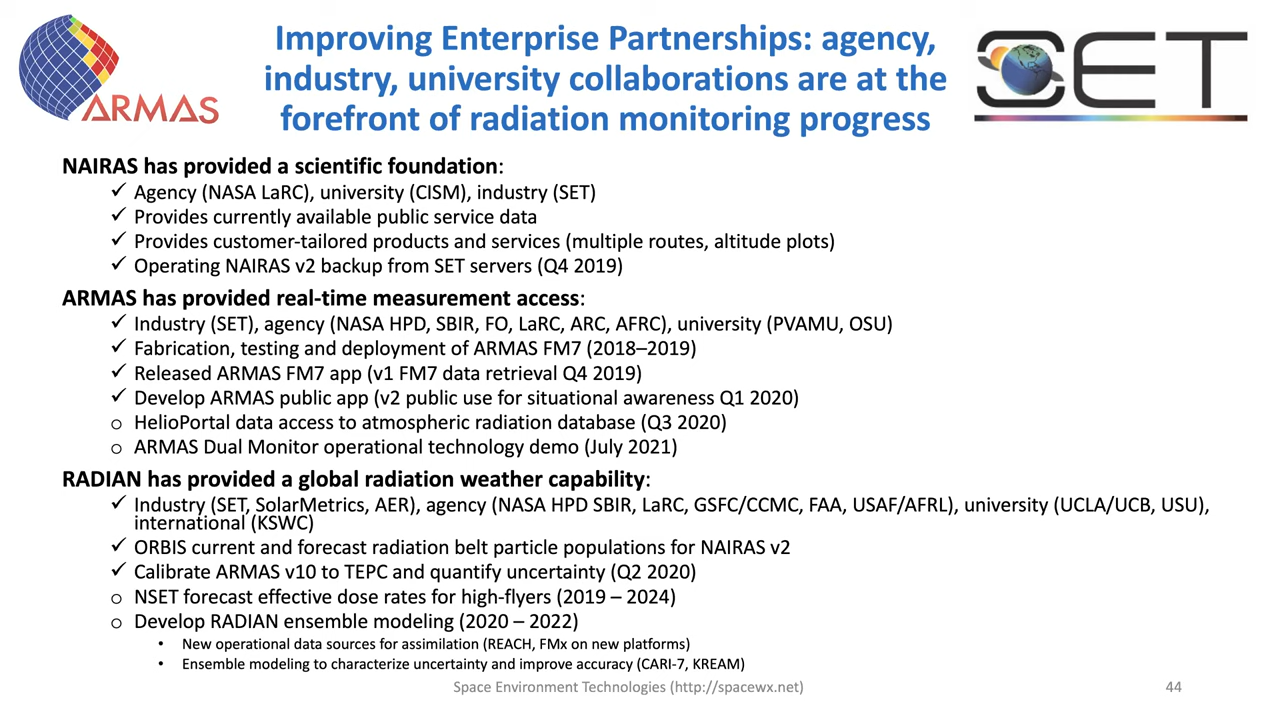 Improving Enterprise Partnerships: agency,
industry, university collaborations are at the
forefront of radiation monitoring progress
ARMAS
SET
NAIRAS has provided a scientific foundation:
✓ Agency (NASA LaRC), university (CISM), industry (SET)
✓ Provides currently available public service data
✓ Provides customer-tailored products and services (multiple routes, altitude plots)
✓ Operating NAIRAS v2 backup from SET servers (Q4 2019)
ARMAS has provided real-time measurement access:
✓ Industry (SET), agency (NASA HPD, SBIR, FO, LaRC, ARC, AFRC), university (PVAMU, OSU)
✓ Fabrication, testing and deployment of ARMAS FM7 (2018–2019)
✓ Released ARMAS FM7 app (v1 FM7 data retrieval Q4 2019)
✓ Develop ARMAS public app (v2 public use for situational awareness Q1 2020)
o HelioPortal data access to atmospheric radiation database (Q3 2020)
o ARMAS Dual Monitor operational technology demo (July 2021)
RADIAN has provided a global radiation weather capability:
✓ Industry (SET, SolarMetrics, AER), agency (NASA HPD SBIR, LaRC, GSFC/CCMC, FAA, USAF/AFRL), university (UCLA/UCB, USU),
international (KSWC)
✓ ORBIS current and forecast radiation belt particle populations for NAIRAS v2
✓ Calibrate ARMAS v10 to TEPC and quantify uncertainty (Q2 2020)
o NSET forecast effective dose rates for high-flyers (2019 – 2024)
o Develop RADIAN ensemble modeling (2020 – 2022)
• New operational data sources for assimilation (REACH, FMx on new platforms)
• Ensemble modeling to characterize uncertainty and improve accuracy (CARI-7, KREAM)
Space Environment Technologies (http://spacewx.net)
44